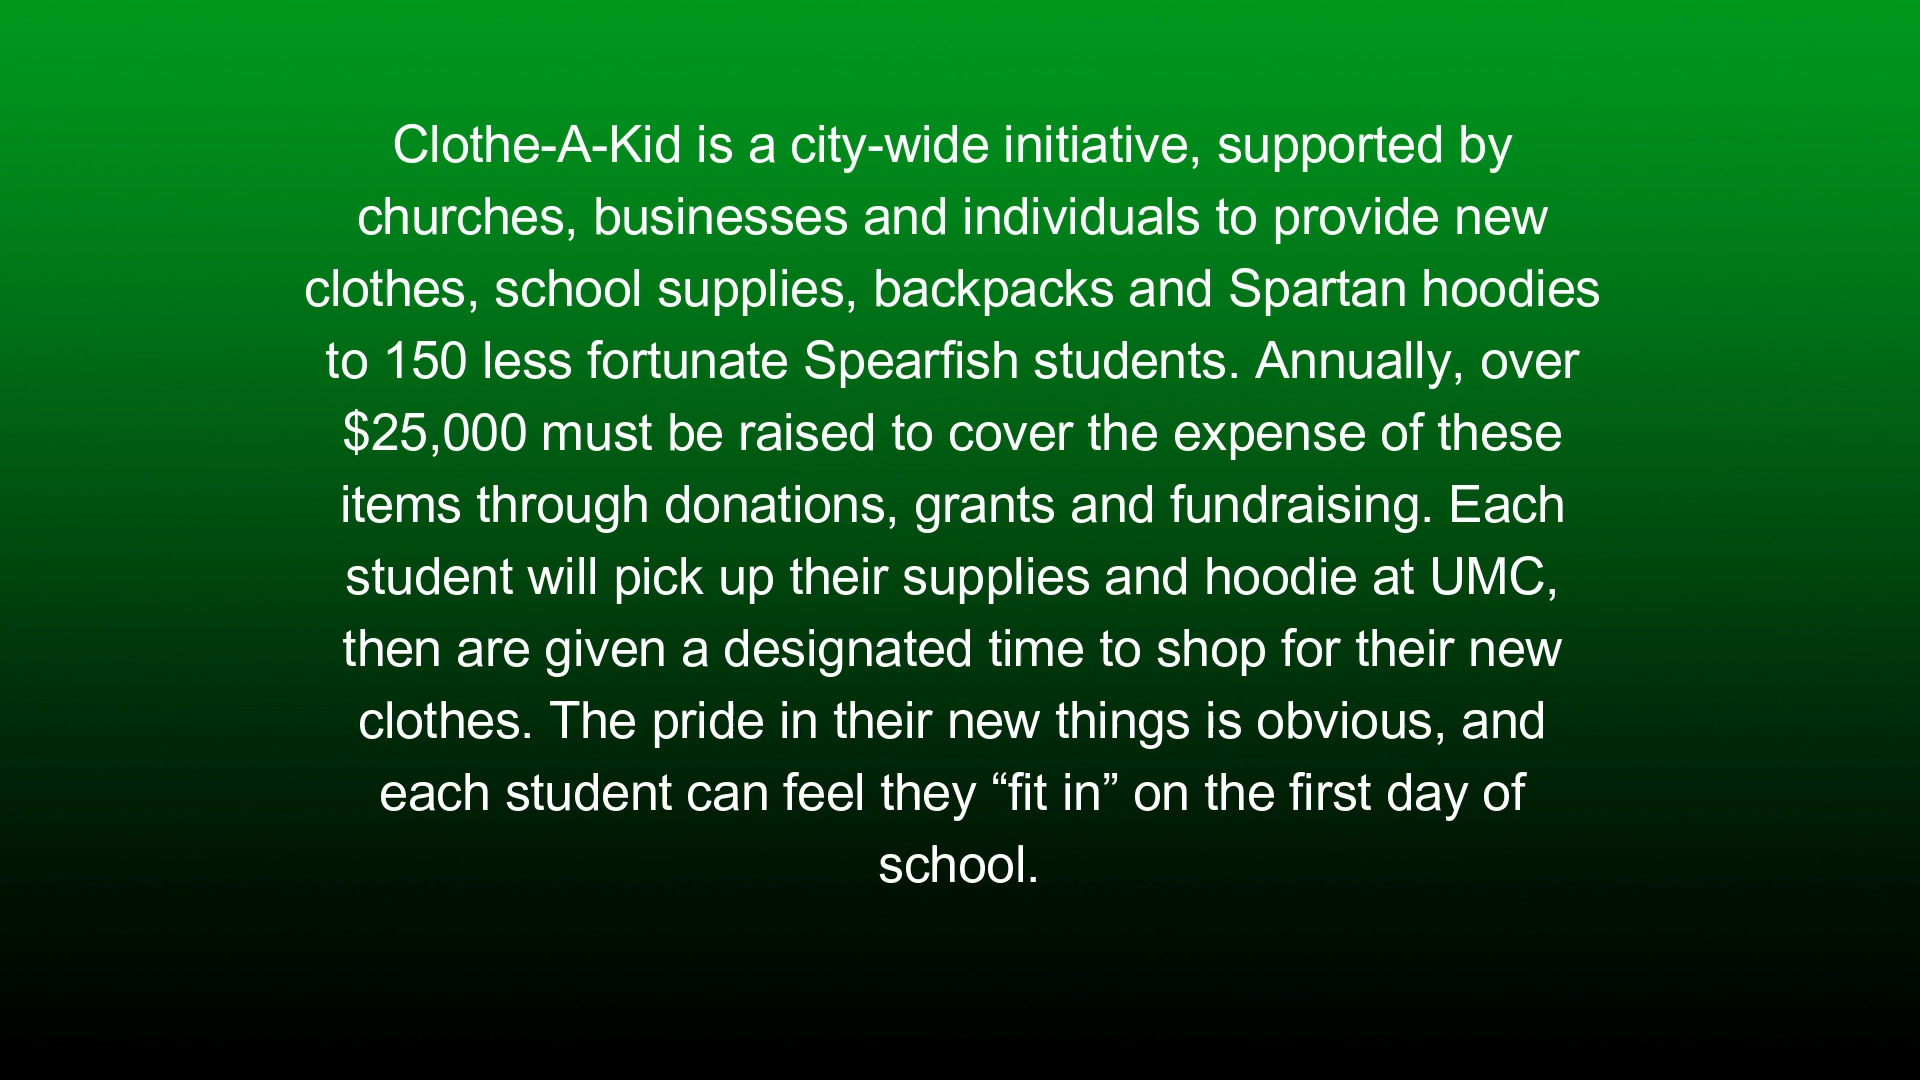 Clothe-A-Kid is a city-wide initiative, supported by
churches, businesses and individuals to provide new
clothes, school supplies, backpacks and Spartan hoodies
to 150 less fortunate Spearfish students. Annually, over
$25,000 must be raised to cover the expense of these
items through donations, grants and fundraising. Each
student will pick up their supplies and hoodie at UMC,
then are given a designated time to shop for their new
clothes. The pride in their new things is obvious, and
each student can feel they “fit in” on the first day of
school.